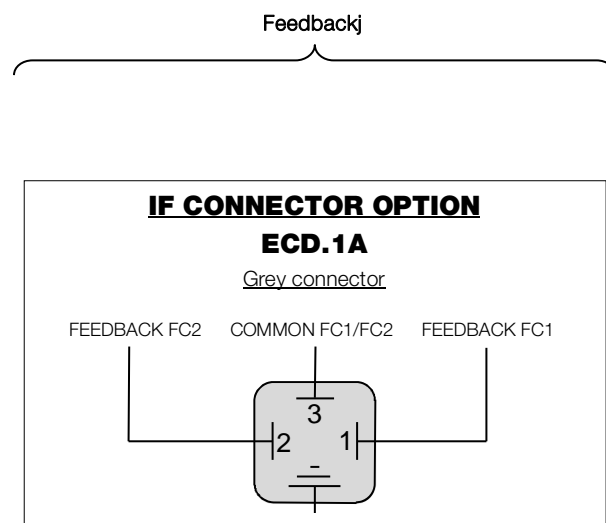 Feedbackj
IF CONNECTOR OPTION
ECD.1A
Grey connector
FEEDBACK FC2 COMMON FC1/FC2 FEEDBACK FC1
3
2 1
-